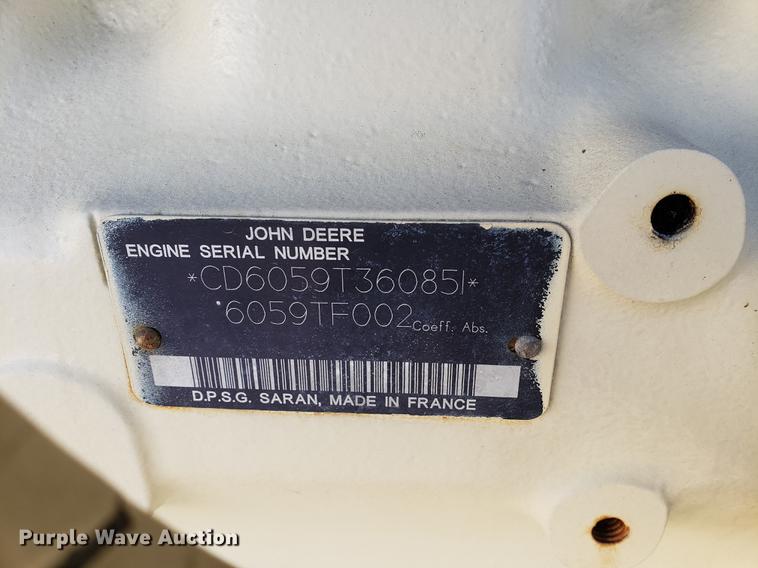 JOHN DEERE
ENGINE SERIAL NUMBER
*CD6059T360851*
*6059TF002 Coeff. Abs.
D.P.S.G. SARAN, MADE IN FRANCE
Purple Wave Auction